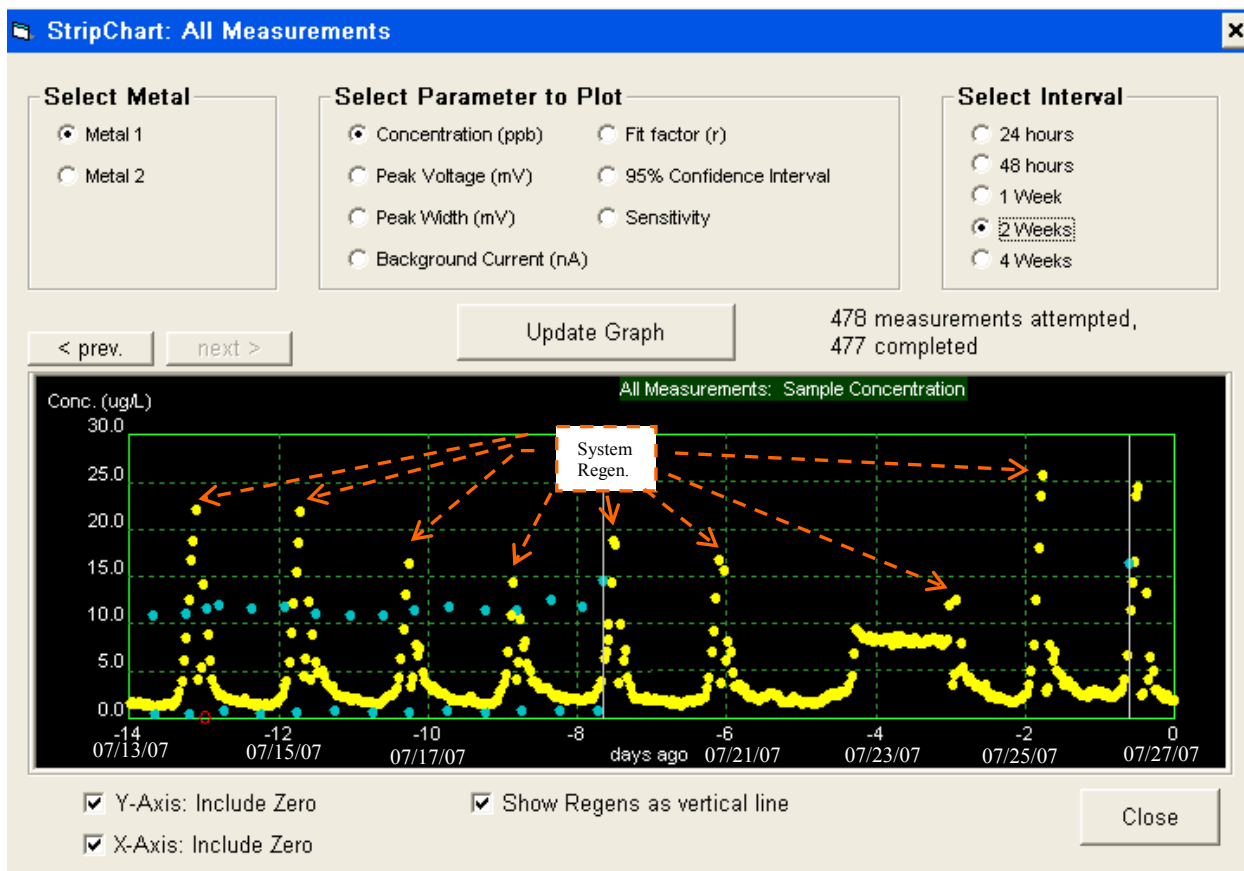 StripChart: All Measurements
Select Metal
Metal 1
Metal 2
Select Parameter to Plot
Concentration (ppb)
Fit factor (r)
Peak Voltage (mV)
95% Confidence Interval
Peak Width (mV)
Sensitivity
Background Current (nA)
Select Interval
24 hours
48 hours
1 Week
2 Weeks
4 Weeks
< prev.
next >
Update Graph
478 measurements attempted,
477 completed
All Measurements: Sample Concentration
Conc. (ug/L)
30.0
25.0
20.0
15.0
10.0
5.0
0.0
System
Regen.
-14 -12 -10 -8 -6 -4 -2 0
days ago
07/13/07 07/15/07 07/17/07 07/21/07 07/23/07 07/25/07 07/27/07
Y-Axis: Include Zero
Show Regens as vertical line
X-Axis: Include Zero
Close